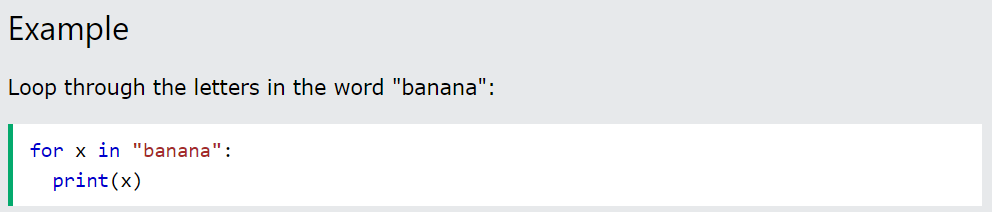 Example
Loop through the letters in the word "banana":
for x in "banana":
  print(x)